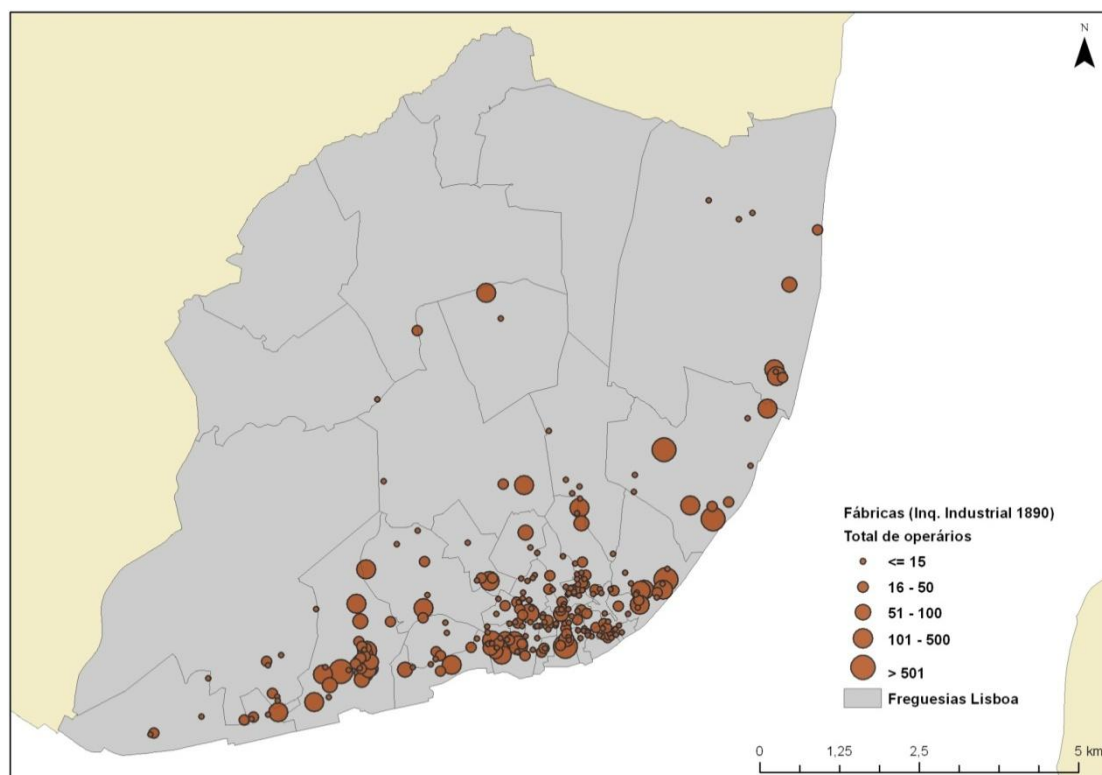 N
Fábricas (Inq. Industrial 1890)
Total de operários
<= 15
16 - 50
51 - 100
101 - 500
> 501
Freguesias Lisboa
0 1,25 2,5 5 km